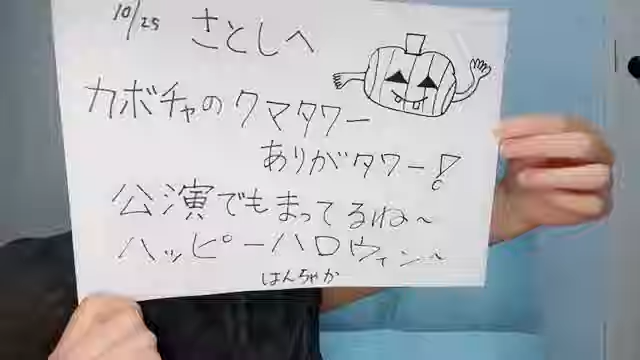 10/25
さとしへ
カボチャのクマタワー
ありがタワー!
公演でもまってるね~
ハッピーハロウィン~
はんちゃか